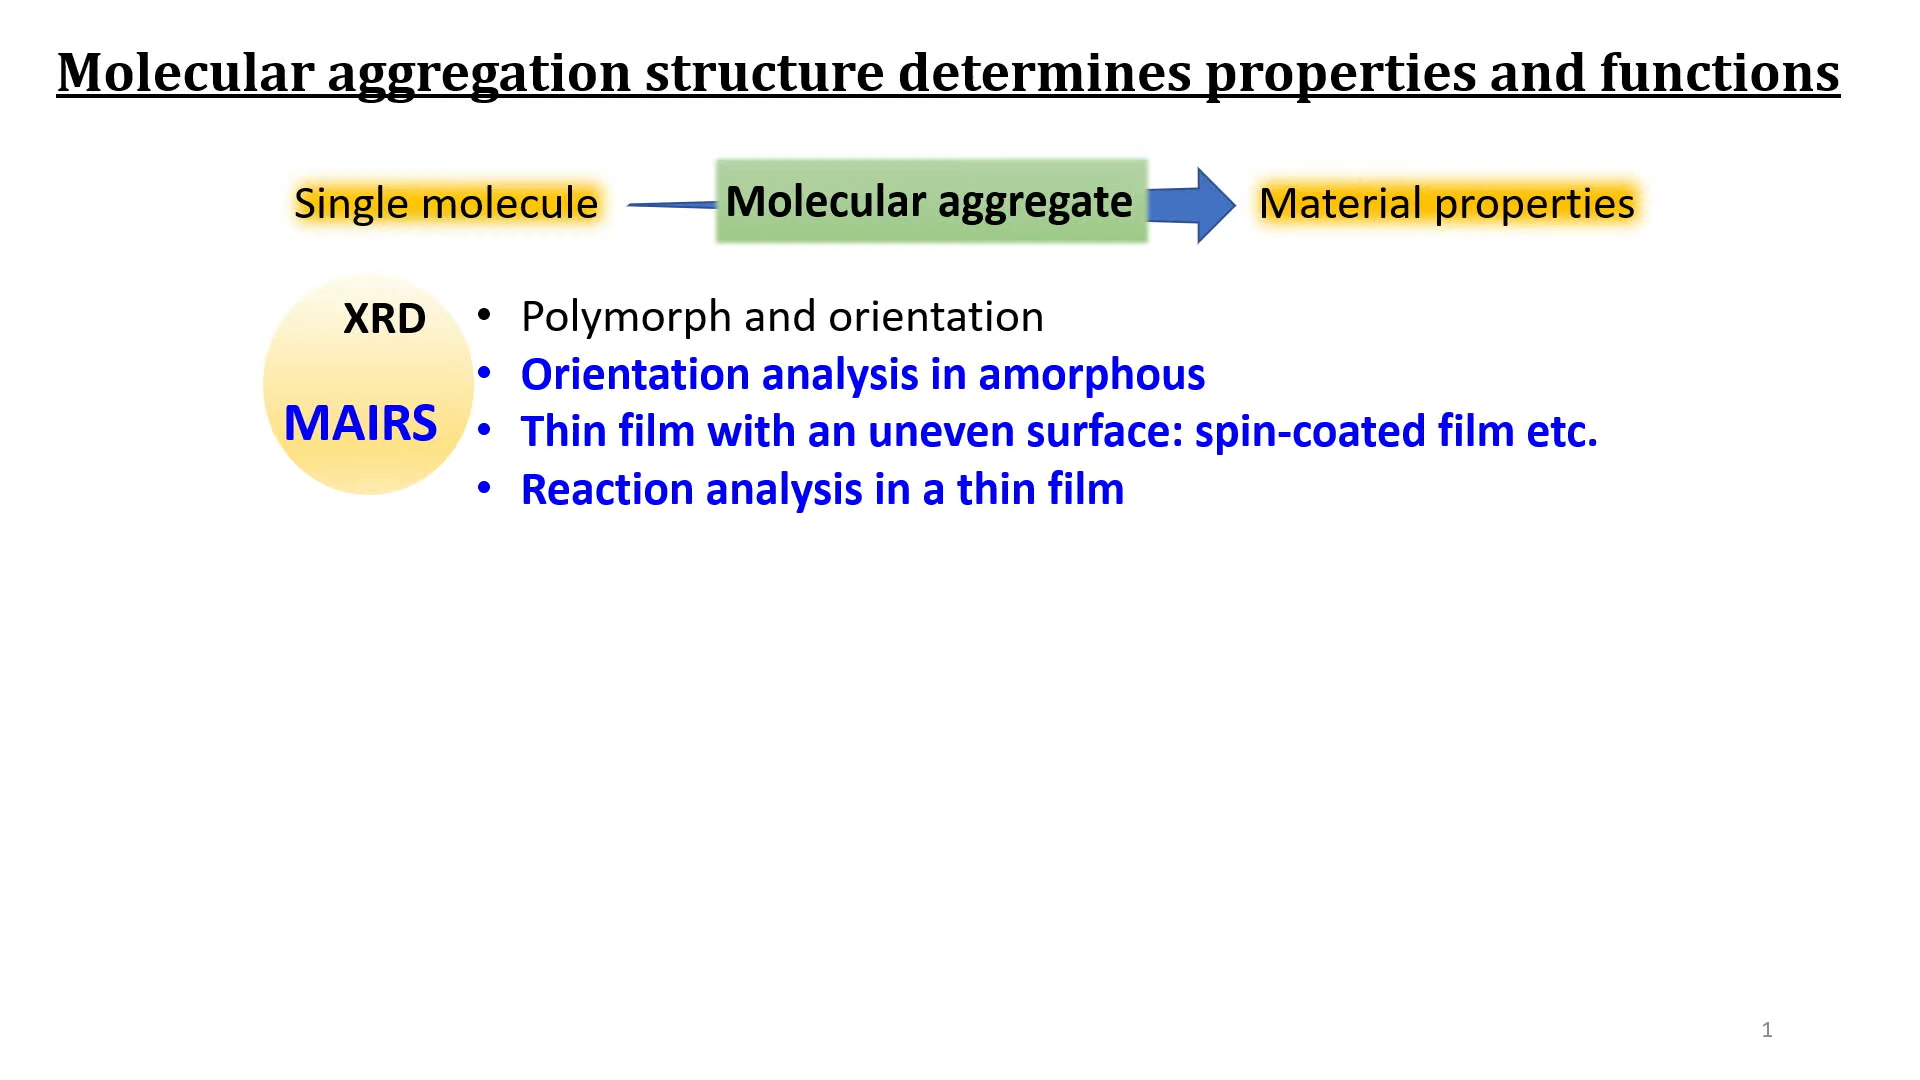 Molecular aggregation structure determines properties and functions
Single molecule
Molecular aggregate
Material properties
XRD
• Polymorph and orientation
• Orientation analysis in amorphous
MAIRS
• Thin film with an uneven surface: spin-coated film etc.
• Reaction analysis in a thin film
1